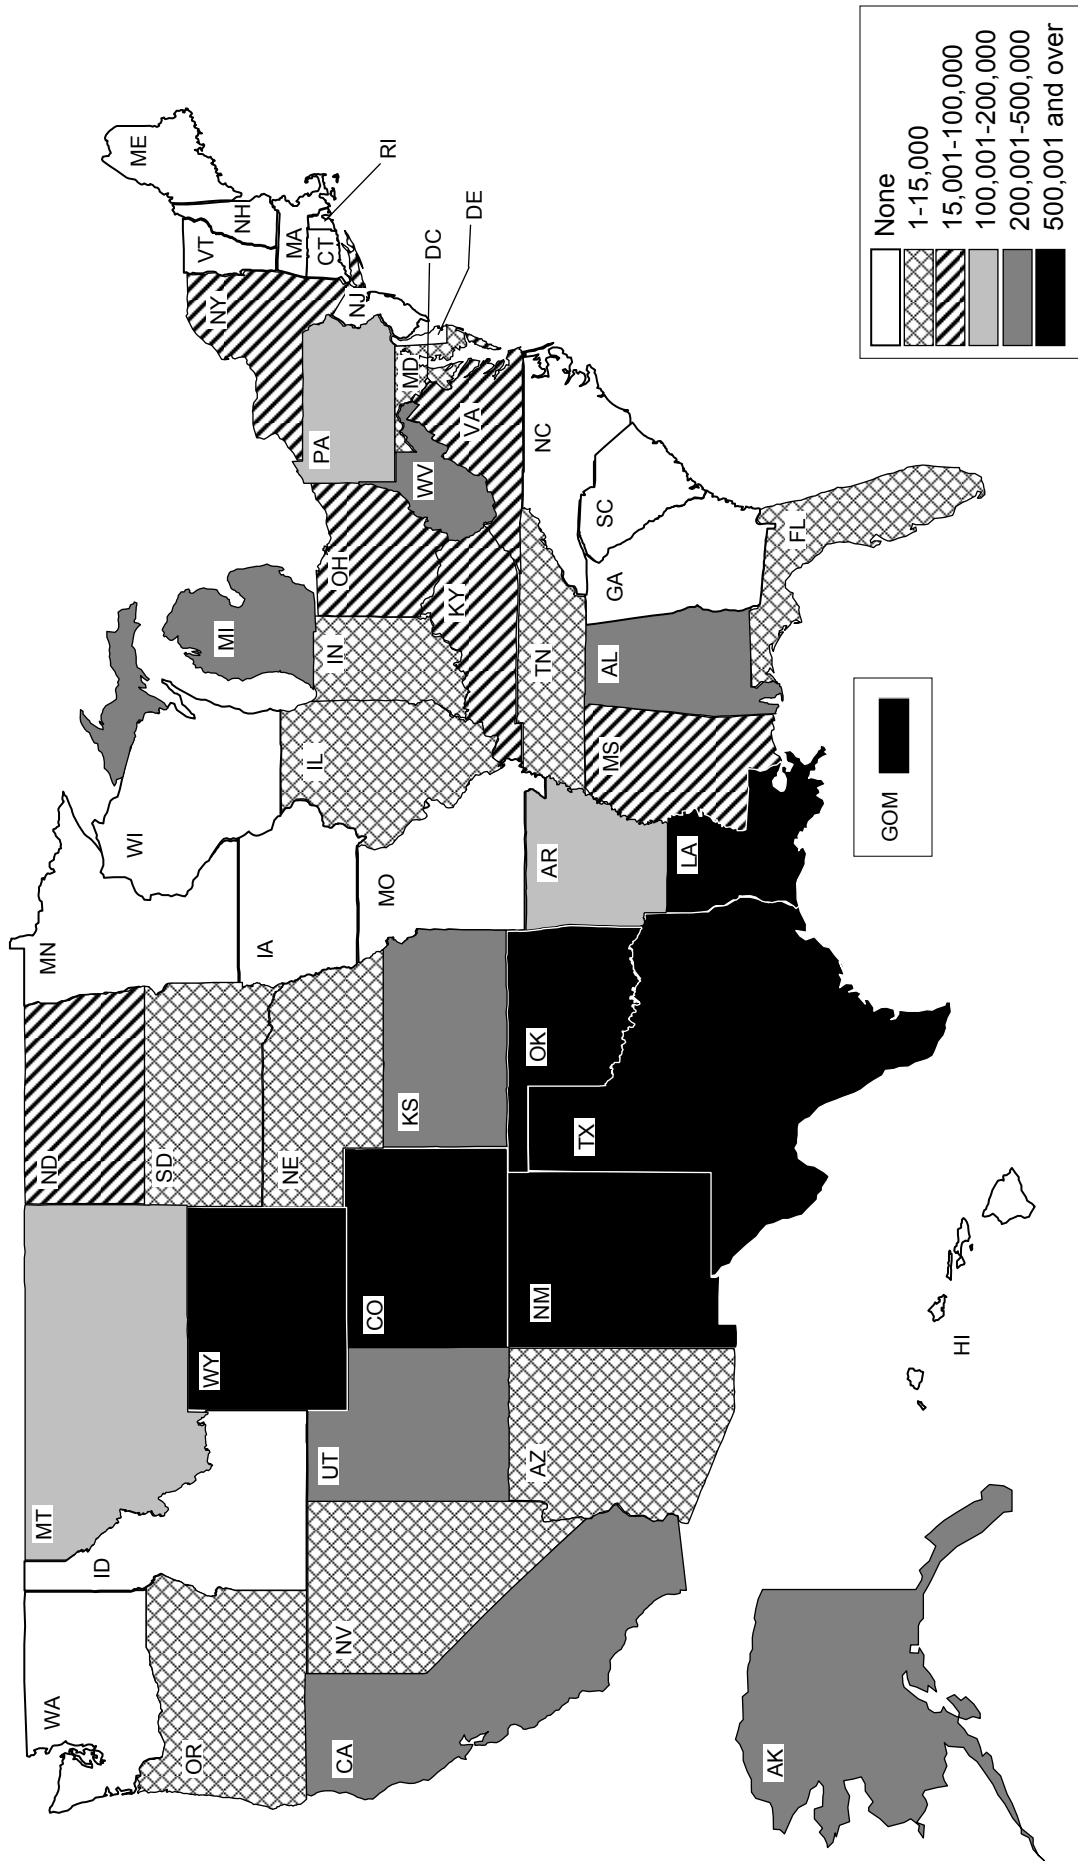 WA
MT
ND
MN
ME
OR
ID
WY
SD
WI
MI
VT
NH
NY
MA
CT
RI
NV
UT
CO
NE
IA
IL
IN
OH
PA
NJ
DE
DC
MD
CA
AZ
NM
KS
MO
KY
WV
VA
OK
TX
AR
TN
NC
SC
LA
MS
AL
GA
FL
AK
HI
GOM
None
1-15,000
15,001-100,000
100,001-200,000
200,001-500,000
500,001 and over